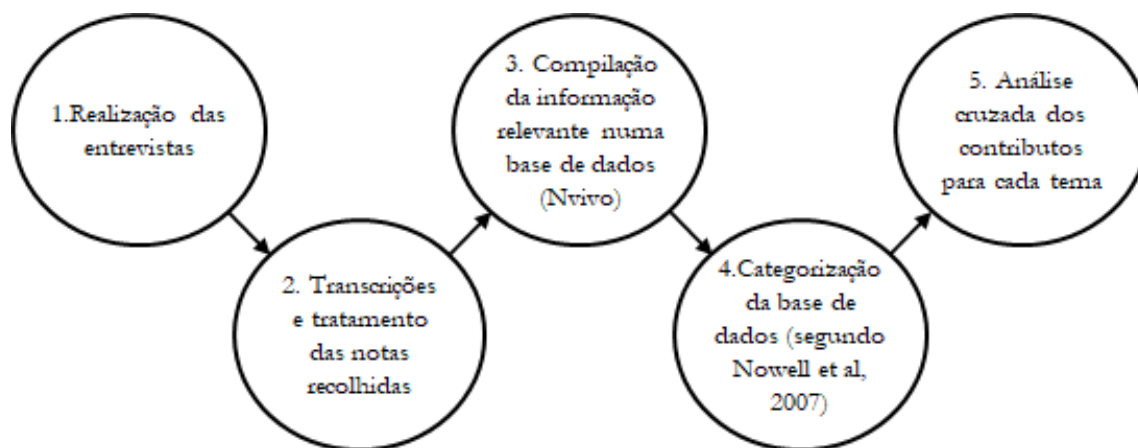 1.Realização das
entrevistas
2. Transcrições
e tratamento
das notas
recolhidas
3. Compilação
da informação
relevante numa
base de dados
(Nvivo)
4.Categorização
da base de
dados (segundo
Nowell et al,
2007)
5. Análise
cruzada dos
contributos
para cada tema